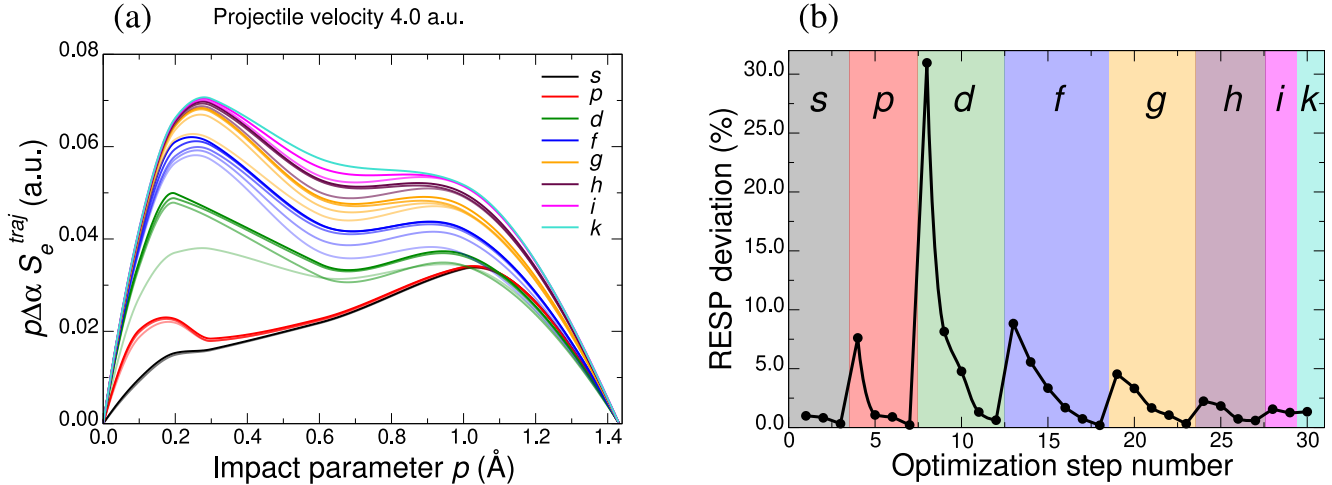 (a)
Projectile velocity 4.0 a.u.
0.08
0.06
0.04
0.02
0.00
pΔα S_e^traj (a.u.)
s
p
d
f
g
h
i
k
0.0 0.2 0.4 0.6 0.8 1.0 1.2 1.4
Impact parameter p (Å)
(b)
30.0
25.0
20.0
15.0
10.0
5.0
0.0
RESP deviation (%)
s p d f g h i k
0 5 10 15 20 25 30
Optimization step number